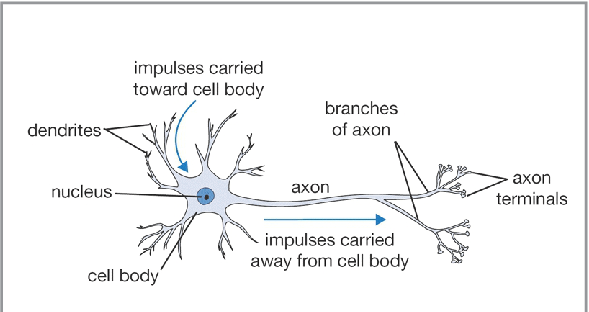 impulses carried
toward cell body
branches
of axon
dendrites
axon
terminals
nucleus
axon
impulses carried
away from cell body
cell body